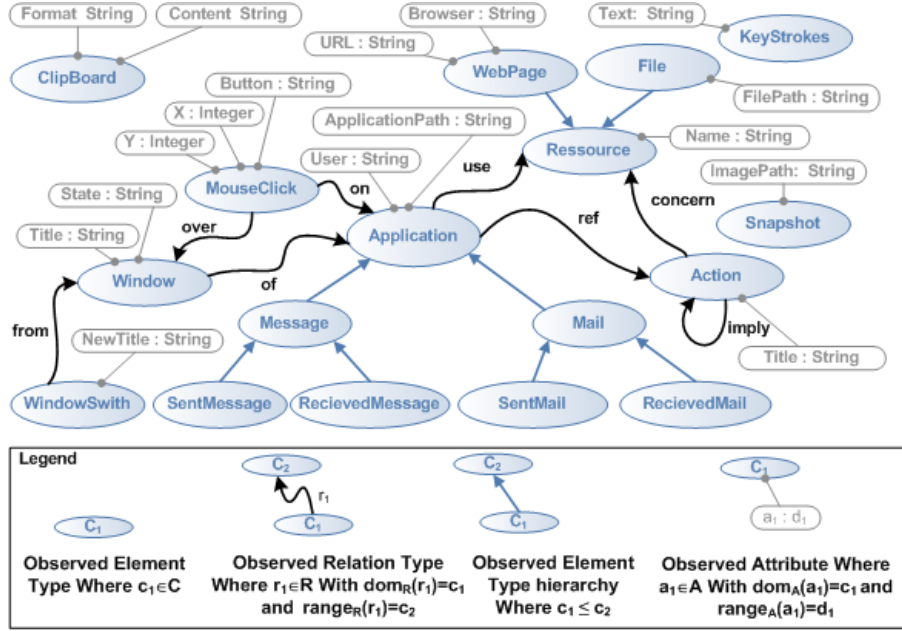 Format String
Content String
ClipBoard
Browser : String
URL : String
WebPage
Text: String
KeyStrokes
File
FilePath : String
Button : String
X : Integer
Y : Integer
MouseClick
ApplicationPath : String
User : String
on
use
Ressource
Name : String
ImagePath: String
Snapshot
State : String
Title : String
over
Window
of
Application
ref
concern
Action
imply
Title : String
from
NewTitle : String
WindowSwith
Message
SentMessage
RecievedMessage
Mail
SentMail
RecievedMail
Legend
C₁
Observed Element
Type Where c₁∈C
C₂
r₁
C₁
Observed Relation Type
Where r₁∈R With domR(r₁)=c₁
and rangeR(r₁)=c₂
C₂
C₁
Observed Element
Type hierarchy
Where c₁ ≤ c₂
C₁
a₁ : d₁
Observed Attribute Where
a₁∈A With domA(a₁)=c₁ and
rangeA(a₁)=d₁